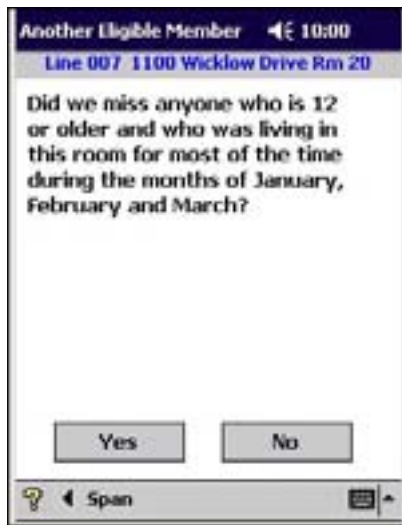 Another Eligible Member 10:00
Line 007 1100 Wicklow Drive Rm 20
Did we miss anyone who is 12
or older and who was living in
this room for most of the time
during the months of January,
February and March?
Yes No
? Span